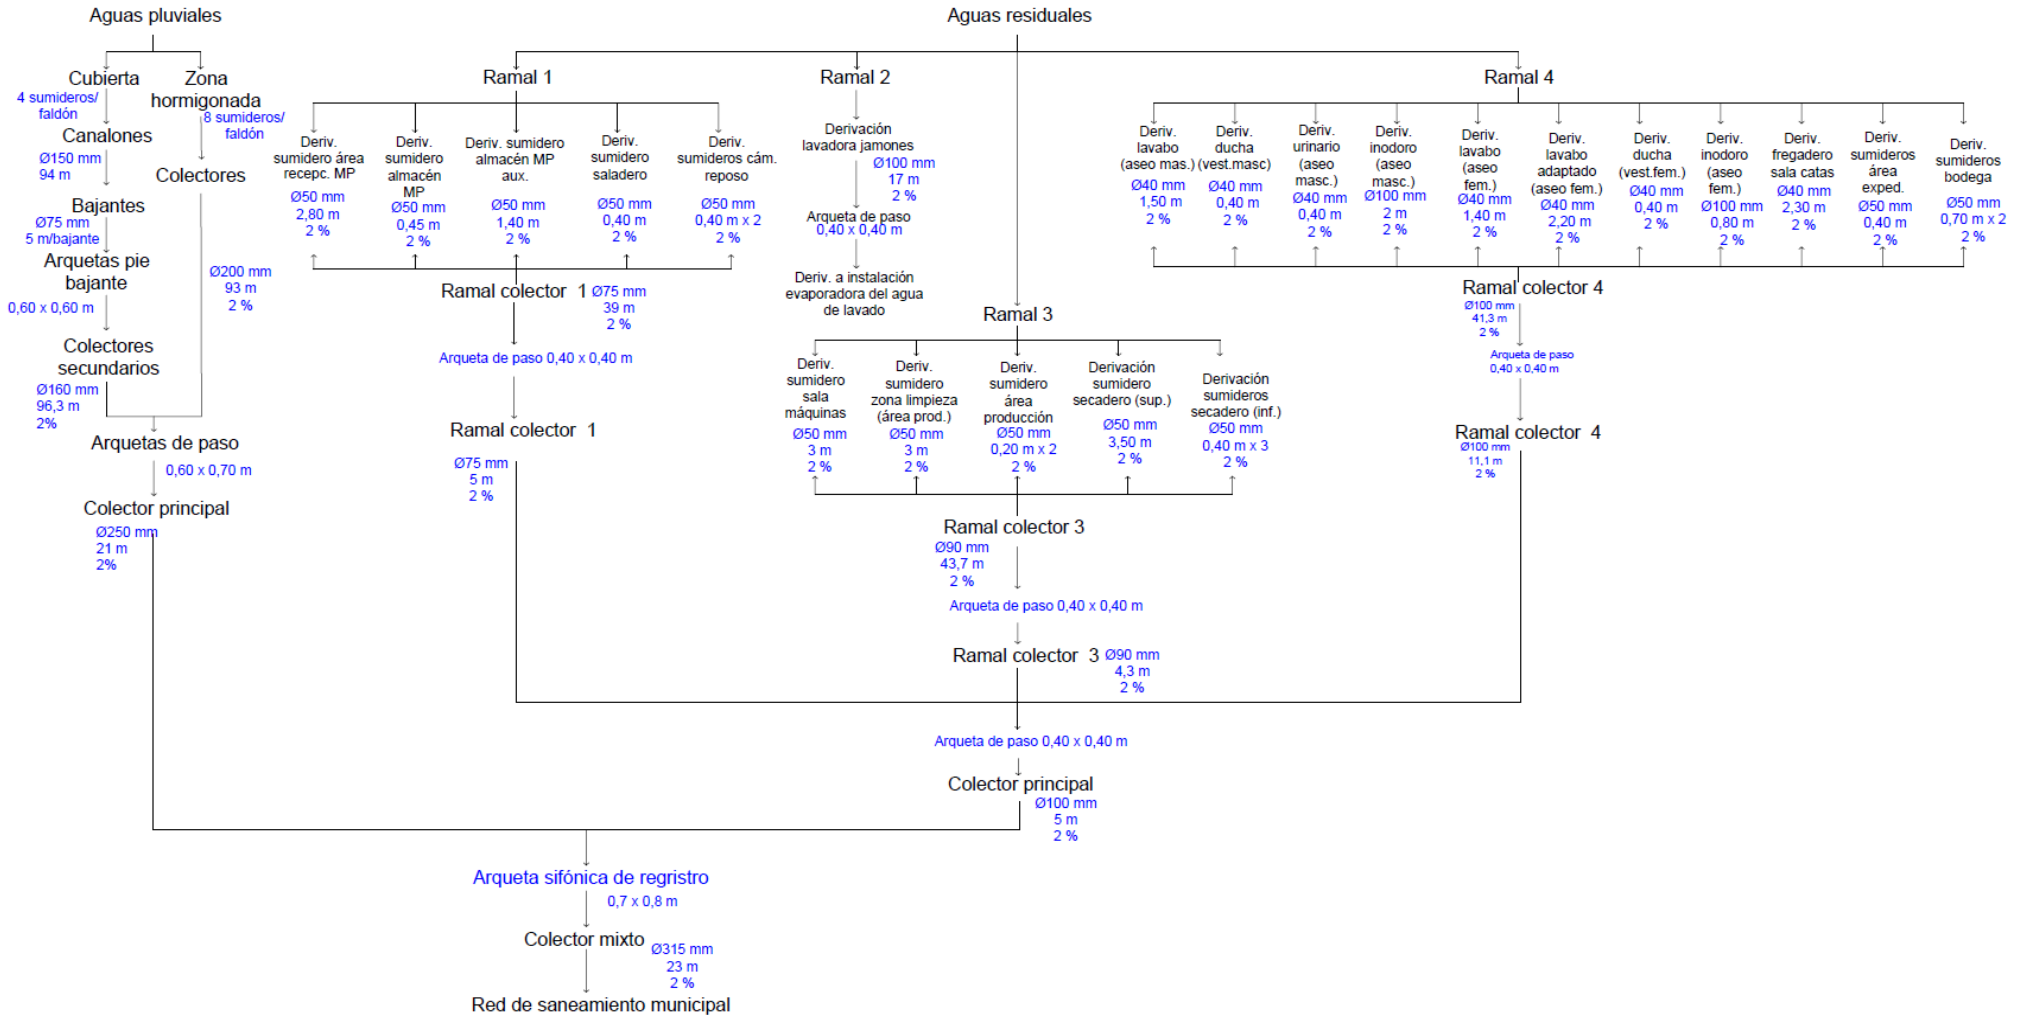 Aguas pluviales
Cubierta
4 sumideros/
faldón
Canalones
Ø150 mm
94 m
Bajantes
Ø75 mm
5 m/bajante
Arquetas pie
bajante
0,60 x 0,60 m
Colectores
secundarios
Ø160 mm
96,3 m
2%
Zona
hormigonada
8 sumideros/
faldón
Colectores
Ø200 mm
93 m
2 %
Arquetas de paso
0,60 x 0,70 m
Colector principal
Ø250 mm
21 m
2%
Aguas residuales
Ramal 1
Deriv.
sumidero área
recepc. MP
Ø50 mm
2,80 m
2 %
Deriv.
sumidero
almacén
MP
Ø50 mm
0,45 m
2 %
Deriv. sumidero
almacén MP
aux.
Ø50 mm
1,40 m
2 %
Deriv.
sumidero
saladero
Ø50 mm
0,40 m
2 %
Deriv.
sumideros cám.
reposo
Ø50 mm
0,40 m x 2
2 %
Ramal colector 1
Ø75 mm
39 m
2 %
Arqueta de paso 0,40 x 0,40 m
Ramal colector 1
Ø75 mm
5 m
2 %
Ramal 2
Derivación
lavadora jamones
Ø100 mm
17 m
2 %
Arqueta de paso
0,40 x 0,40 m
Deriv. a instalación
evaporadora del agua
de lavado
Ramal 3
Deriv.
sumidero
sala
máquinas
Ø50 mm
3 m
2 %
Deriv.
sumidero
zona limpieza
(área prod.)
Ø50 mm
3 m
2 %
Deriv.
sumidero
área
producción
Ø50 mm
0,20 m x 2
2 %
Derivación
sumidero
secadero (sup.)
Ø50 mm
3,50 m
2 %
Derivación
sumideros
secadero (inf.)
Ø50 mm
0,40 m x 3
2 %
Ramal colector 3
Ø90 mm
43,7 m
2 %
Arqueta de paso 0,40 x 0,40 m
Ramal colector 3
Ø90 mm
4,3 m
2 %
Ramal 4
Deriv.
lavabo
(aseo mas.)
Ø40 mm
1,50 m
2 %
Deriv.
ducha
(vest.masc)
Ø40 mm
0,40 m
2 %
Deriv.
urinario
(aseo
masc.)
Ø40 mm
0,40 m
2 %
Deriv.
inodoro
(aseo
masc.)
Ø100 mm
2 m
2 %
Deriv.
lavabo
(aseo
fem.)
Ø40 mm
1,40 m
2 %
Deriv.
lavabo
adaptado
(aseo fem.)
Ø40 mm
2,20 m
2 %
Deriv.
ducha
(vest.fem.)
Ø40 mm
0,40 m
2 %
Deriv.
inodoro
(aseo
fem.)
Ø100 mm
0,80 m
2 %
Deriv.
fregadero
sala catas
Ø40 mm
2,30 m
2 %
Deriv.
sumideros
área
exped.
Ø50 mm
0,40 m
2 %
Deriv.
sumideros
bodega
Ø50 mm
0,70 m x 2
2 %
Ramal colector 4
Ø100 mm
41,3 m
2 %
Arqueta de paso
0,40 x 0,40 m
Ramal colector 4
Ø100 mm
11,1 m
2 %
Arqueta de paso 0,40 x 0,40 m
Colector principal
Ø100 mm
5 m
2 %
Arqueta sifónica de regristro
0,7 x 0,8 m
Colector mixto
Ø315 mm
23 m
2 %
Red de saneamiento municipal